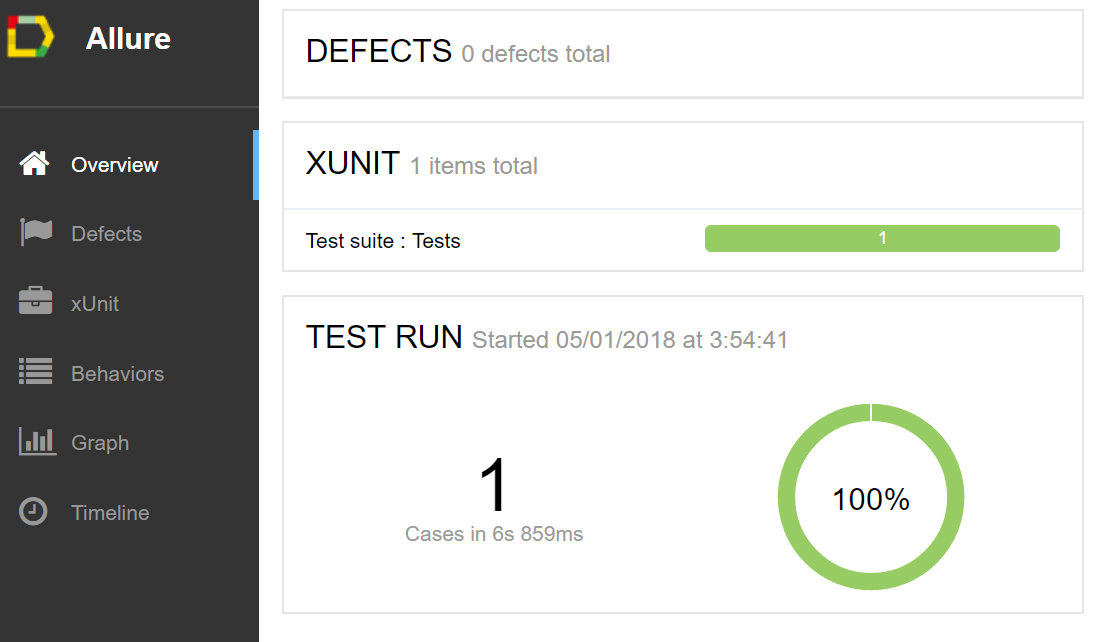 Allure
Overview
Defects
xUnit
Behaviors
Graph
Timeline
DEFECTS 0 defects total
XUNIT 1 items total
Test suite : Tests 1
TEST RUN Started 05/01/2018 at 3:54:41
1
Cases in 6s 859ms
100%